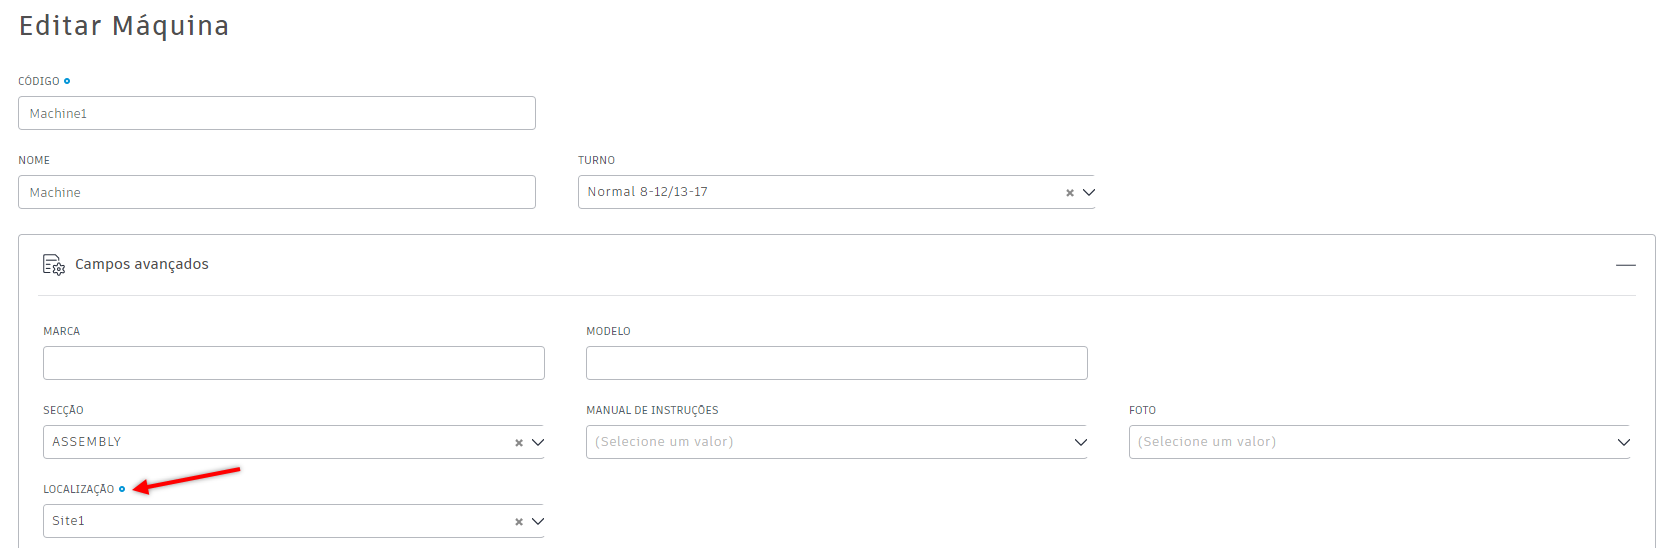 Editar Máquina
CÓDIGO
Machine1
NOME
TURNO
Machine
Normal 8-12/13-17
Campos avançados
MARCA
MODELO
SECÇÃO
MANUAL DE INSTRUÇÕES
FOTO
ASSEMBLY
(Selecione um valor)
(Selecione um valor)
LOCALIZAÇÃO
Site1